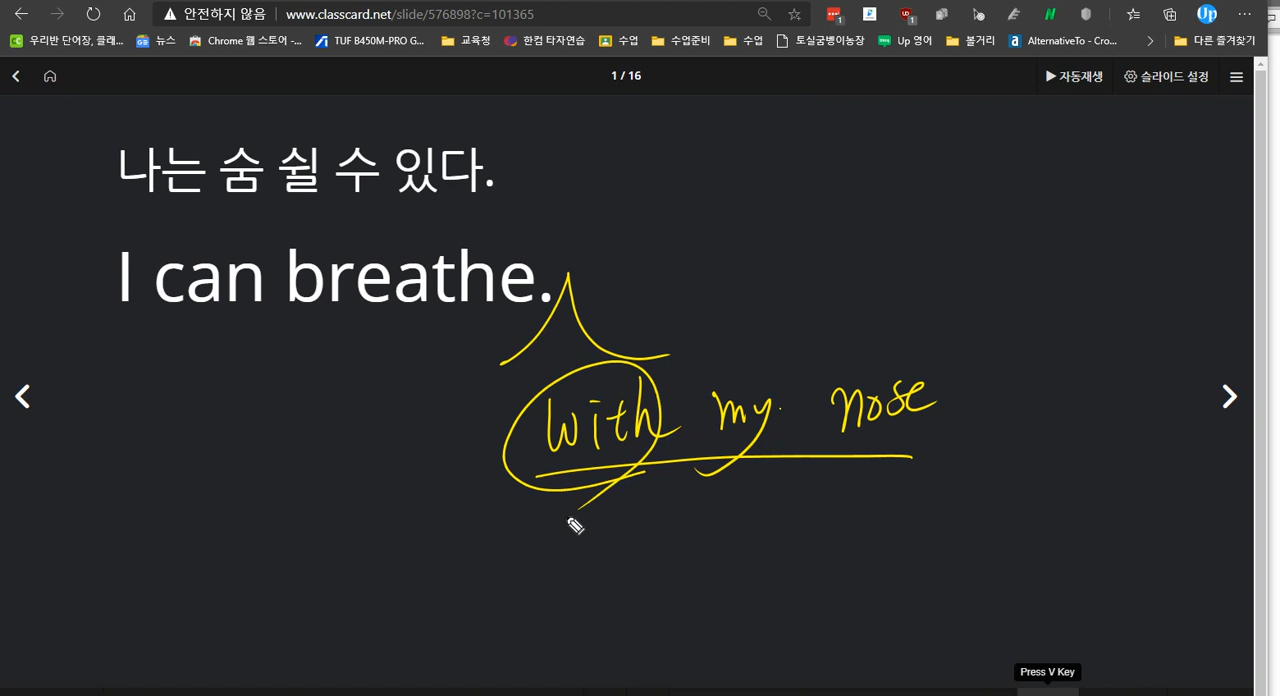 안전하지 않음 www.classcard.net/slide/576898?c=101365
우리반 단어장, 클래... 뉴스 Chrome 웹 스토어 -... TUF B450M-PRO G... 교육청 한컴 타자연습 수업 수업준비 수업 토실굼벵이농장 Up 영어 볼거리 AlternativeTo - Cro... 다른 즐겨찾기
1 / 16 자동재생 슬라이드 설정
나는 숨 쉴 수 있다.
I can breathe.
with my nose
Press V Key